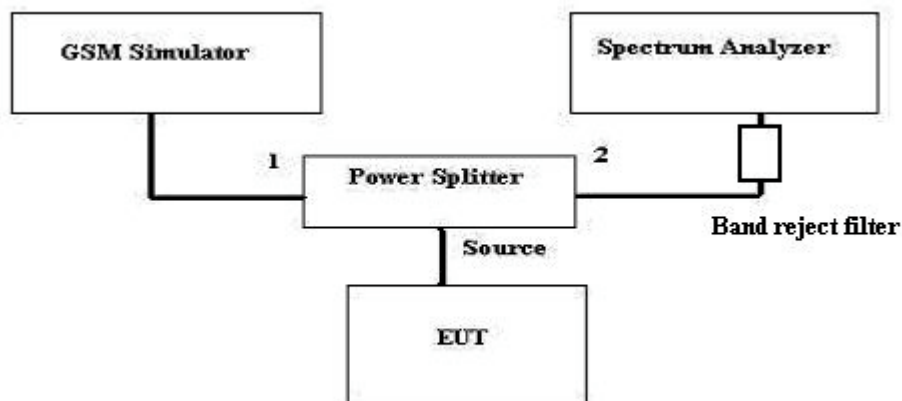 GSM Simulator
Spectrum Analyzer
1
2
Power Splitter
Band reject filter
Source
EUT